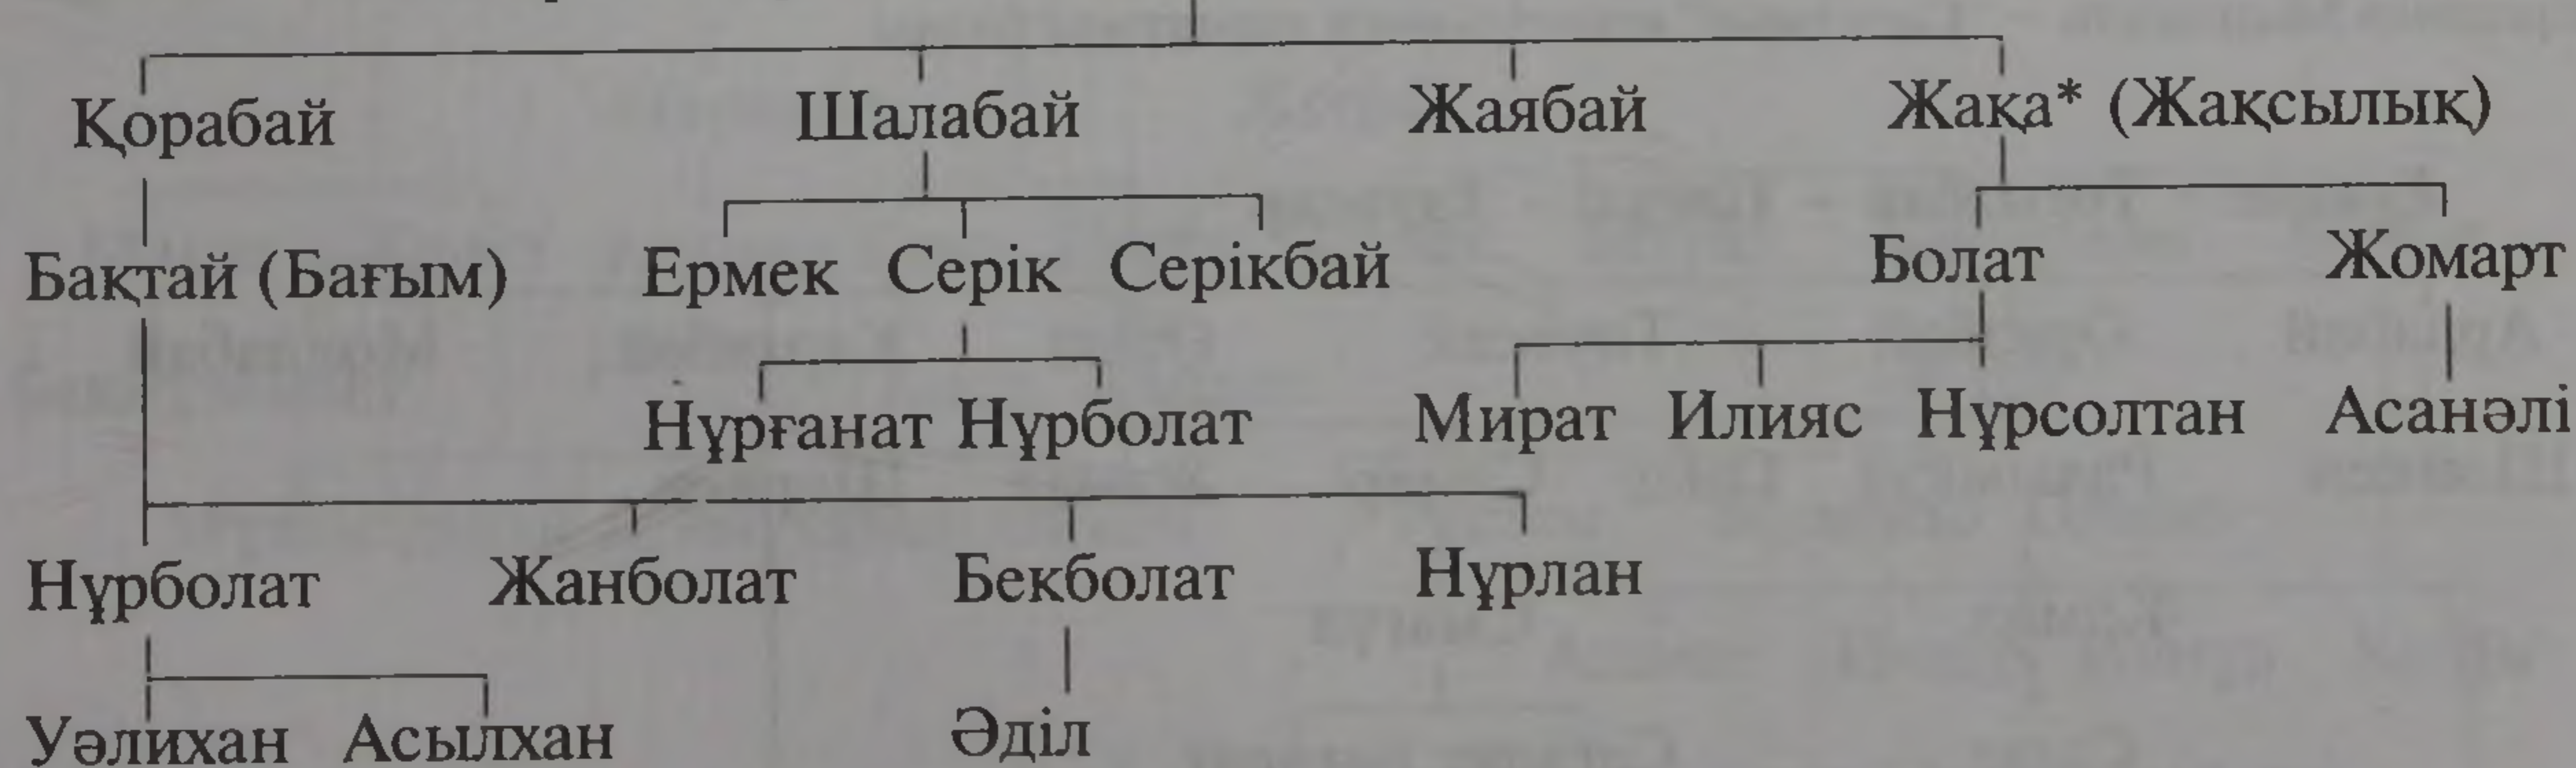 Қорабай Шалабай Жаябай Жақа* (Жақсылық)
Бақтай (Бағым) Ермек Серік Серікбай Болат Жомарт
Нұрғанат Нұрболат Мират Илияс Нұрсолтан Асанәлі
Нұрболат Жанболат Бекболат Нұрлан
Уәлихан Асылхан Әділ